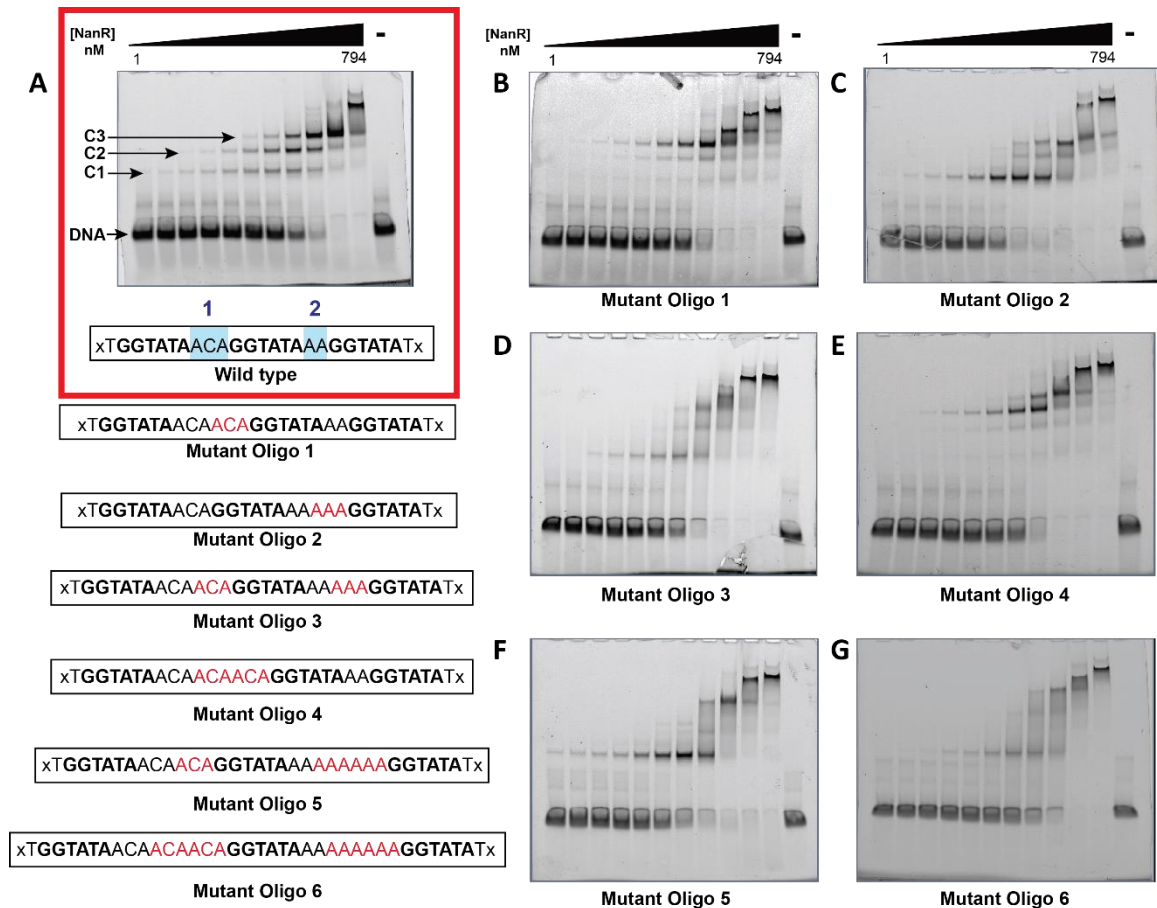 [NanR]
nM
1
794
-
A
C3
C2
C1
DNA
1
2
xTGGTATAACAGGTATAAAGGTATATx
Wild type
xTGGTATAACAACAGGTATAAAGGTATATx
Mutant Oligo 1
xTGGTATAACAGGTATAAAAAAGGTATATx
Mutant Oligo 2
xTGGTATAACAACAGGTATAAAAAAGGTATATx
Mutant Oligo 3
xTGGTATAACAACAACAGGTATAAAGGTATATx
Mutant Oligo 4
xTGGTATAACAACAGGTATAAAAAAAAAGGTATATx
Mutant Oligo 5
xTGGTATAACAACAACAGGTATAAAAAAAAAGGTATATx
Mutant Oligo 6
[NanR]
nM
1
794
-
B
Mutant Oligo 1
1
794
-
C
Mutant Oligo 2
D
Mutant Oligo 3
E
Mutant Oligo 4
F
Mutant Oligo 5
G
Mutant Oligo 6